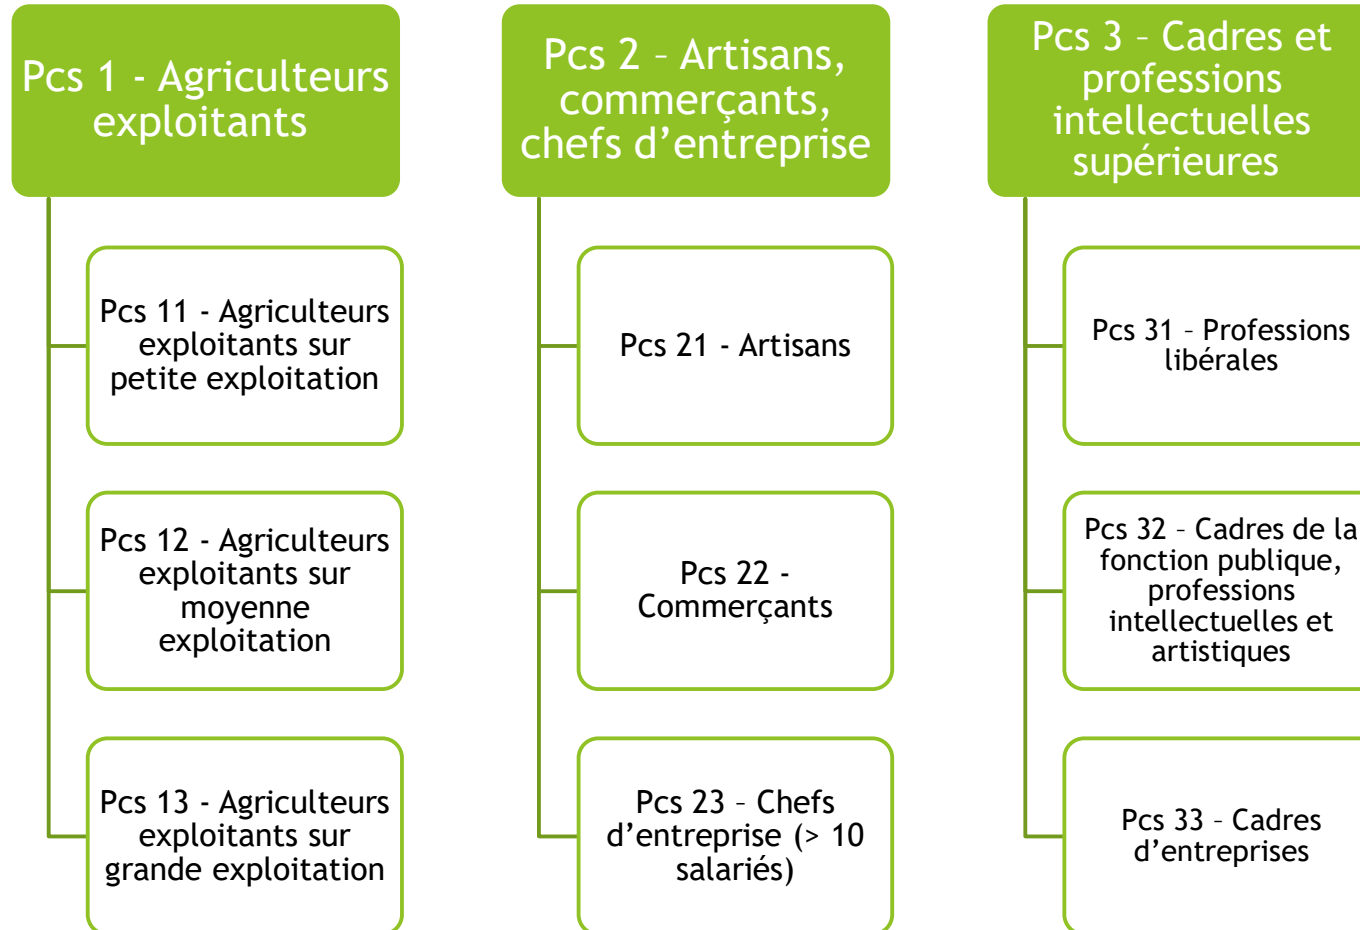 Pcs 1 - Agriculteurs
exploitants
Pcs 11 - Agriculteurs
exploitants sur
petite exploitation
Pcs 12 - Agriculteurs
exploitants sur
moyenne
exploitation
Pcs 13 - Agriculteurs
exploitants sur
grande exploitation
Pcs 2 – Artisans,
commerçants,
chefs d’entreprise
Pcs 21 - Artisans
Pcs 22 -
Commerçants
Pcs 23 – Chefs
d’entreprise (> 10
salariés)
Pcs 3 – Cadres et
professions
intellectuelles
supérieures
Pcs 31 – Professions
libérales
Pcs 32 – Cadres de la
fonction publique,
professions
intellectuelles et
artistiques
Pcs 33 – Cadres
d’entreprises